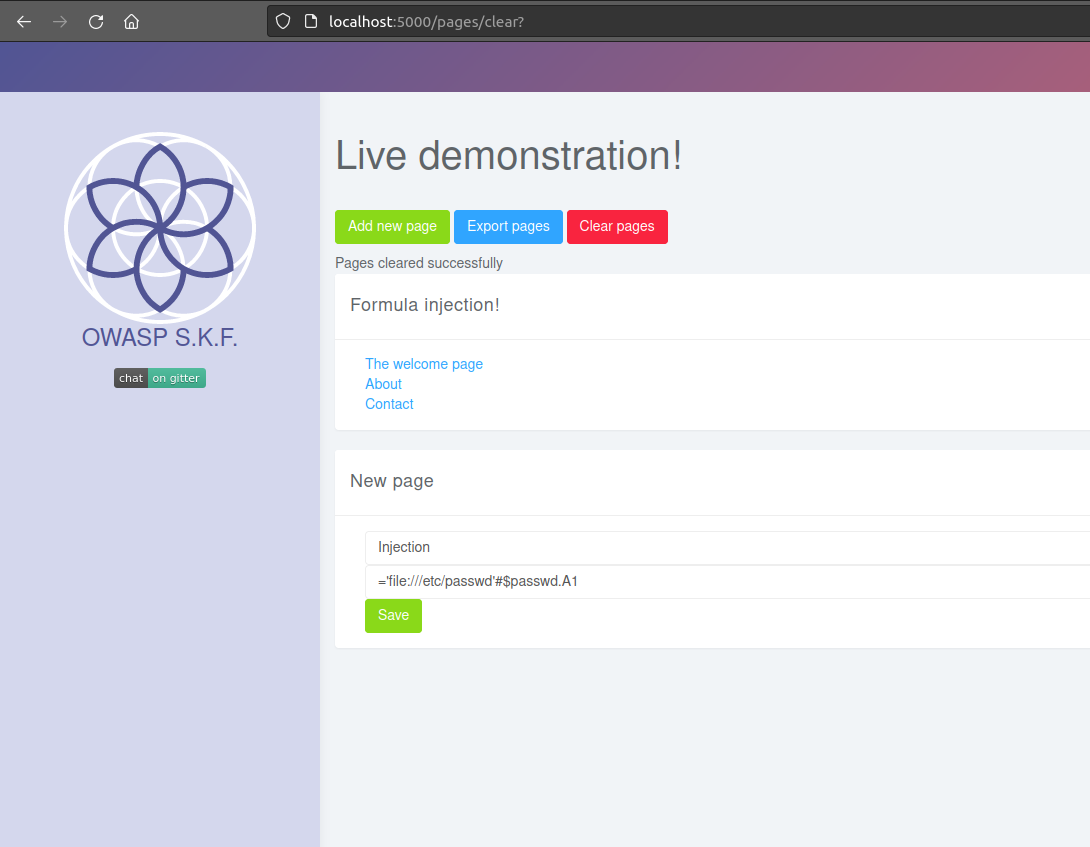 localhost:5000/pages/clear?
Live demonstration!
Add new page Export pages Clear pages
Pages cleared successfully
Formula injection!
The welcome page
About
Contact
OWASP S.K.F.
chat on gitter
New page
Injection
='file:///etc/passwd'#$passwd.A1
Save